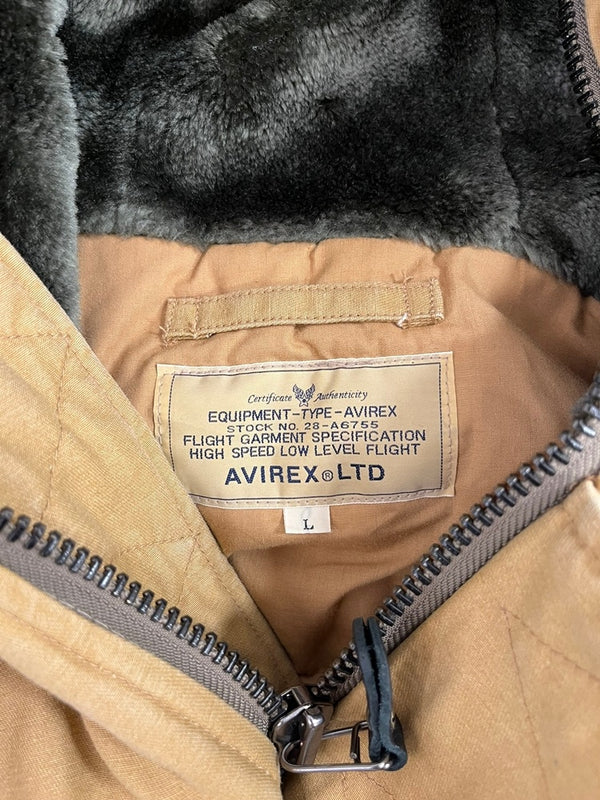 Certificate Authenticity
EQUIPMENT-TYPE-AVIREX
STOCK NO. 28-A6755
FLIGHT GARMENT SPECIFICATION
HIGH SPEED LOW LEVEL FLIGHT
AVIREX® LTD
L